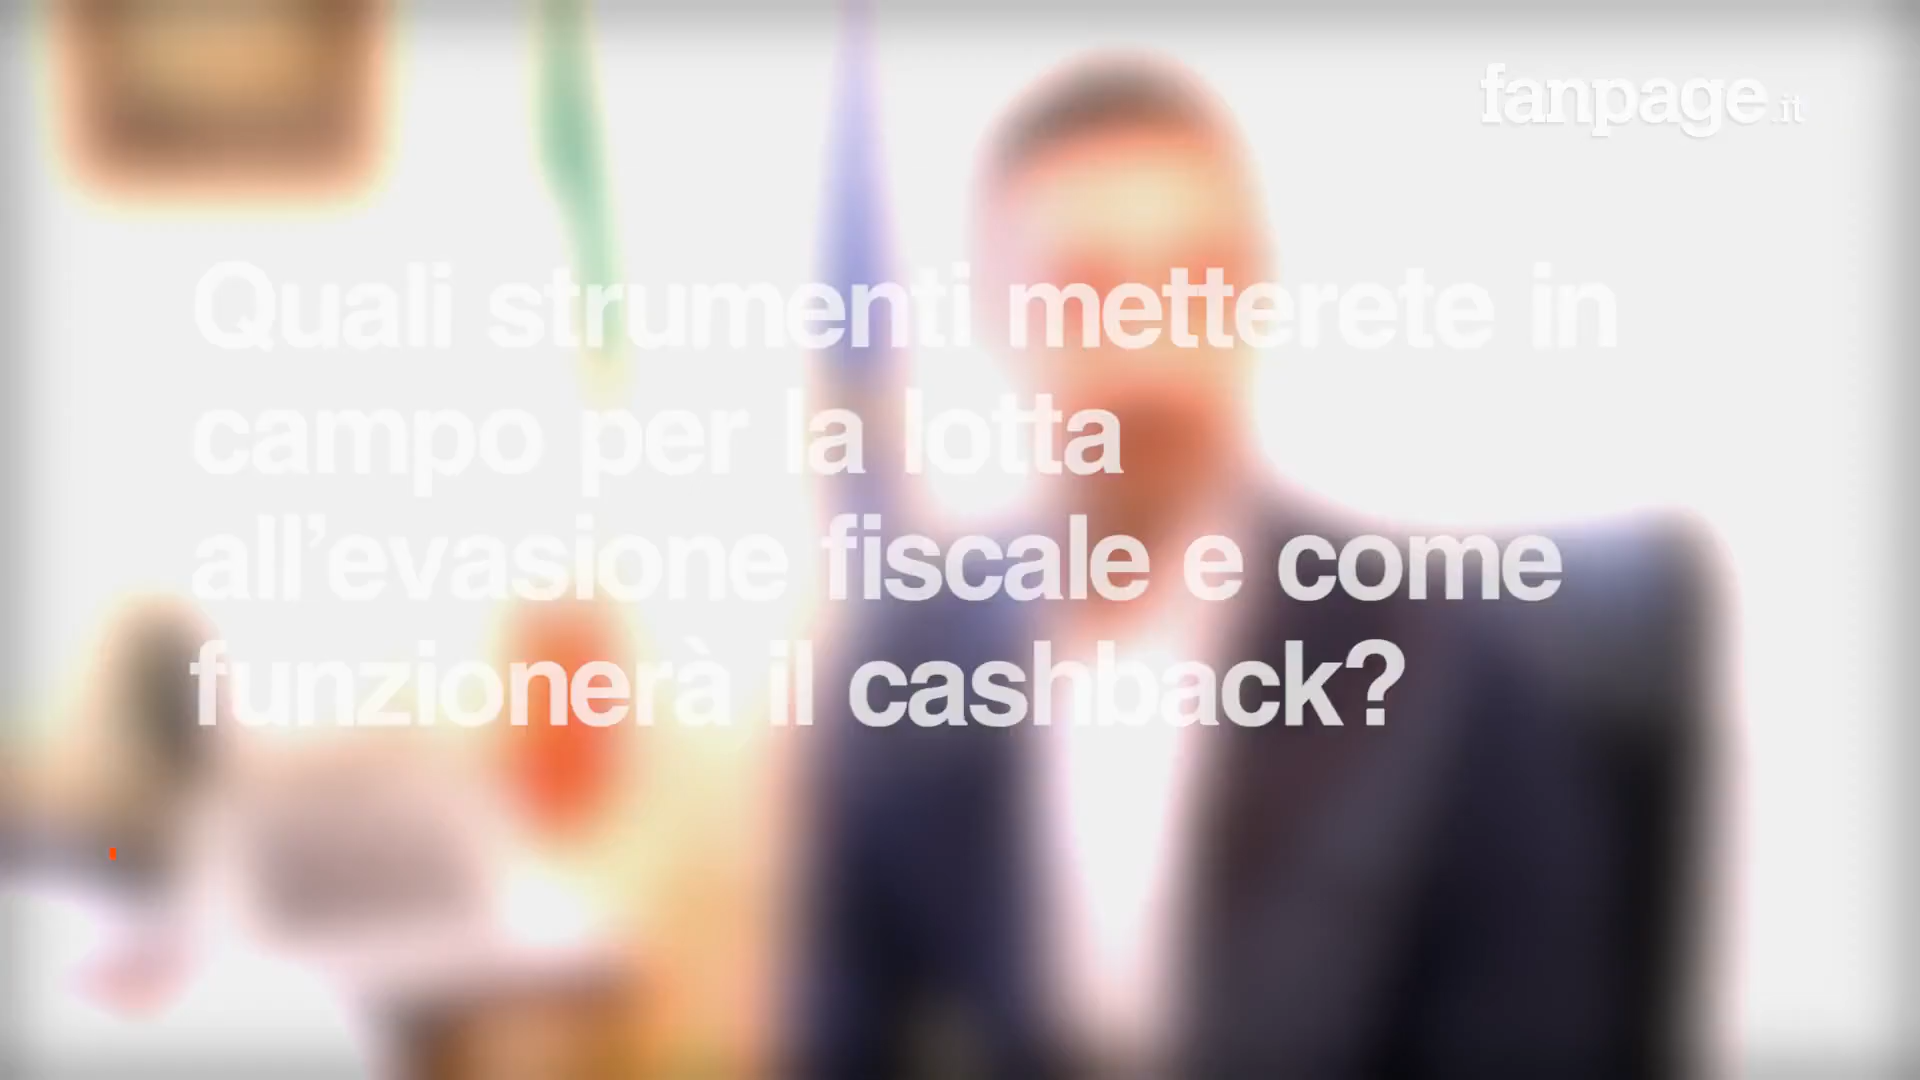 fanpage.it
Quali strumenti metterete in
campo per la lotta
all’evasione fiscale e come
funzionerà il cashback?